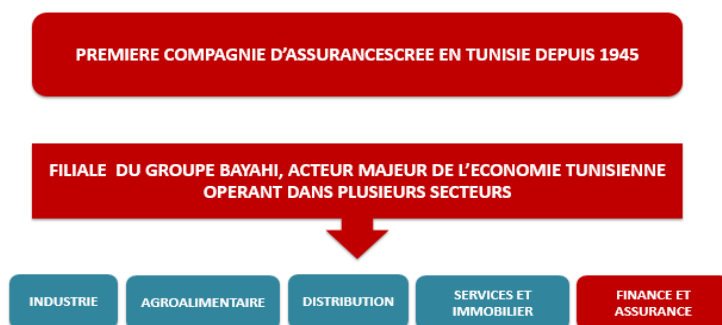 PREMIERE COMPAGNIE D’ASSURANCESCREE EN TUNISIE DEPUIS 1945
FILIALE DU GROUPE BAYAHI, ACTEUR MAJEUR DE L’ECONOMIE TUNISIENNE
OPERANT DANS PLUSIEURS SECTEURS
INDUSTRIE
AGROALIMENTAIRE
DISTRIBUTION
SERVICES ET
IMMOBILIER
FINANCE ET
ASSURANCE